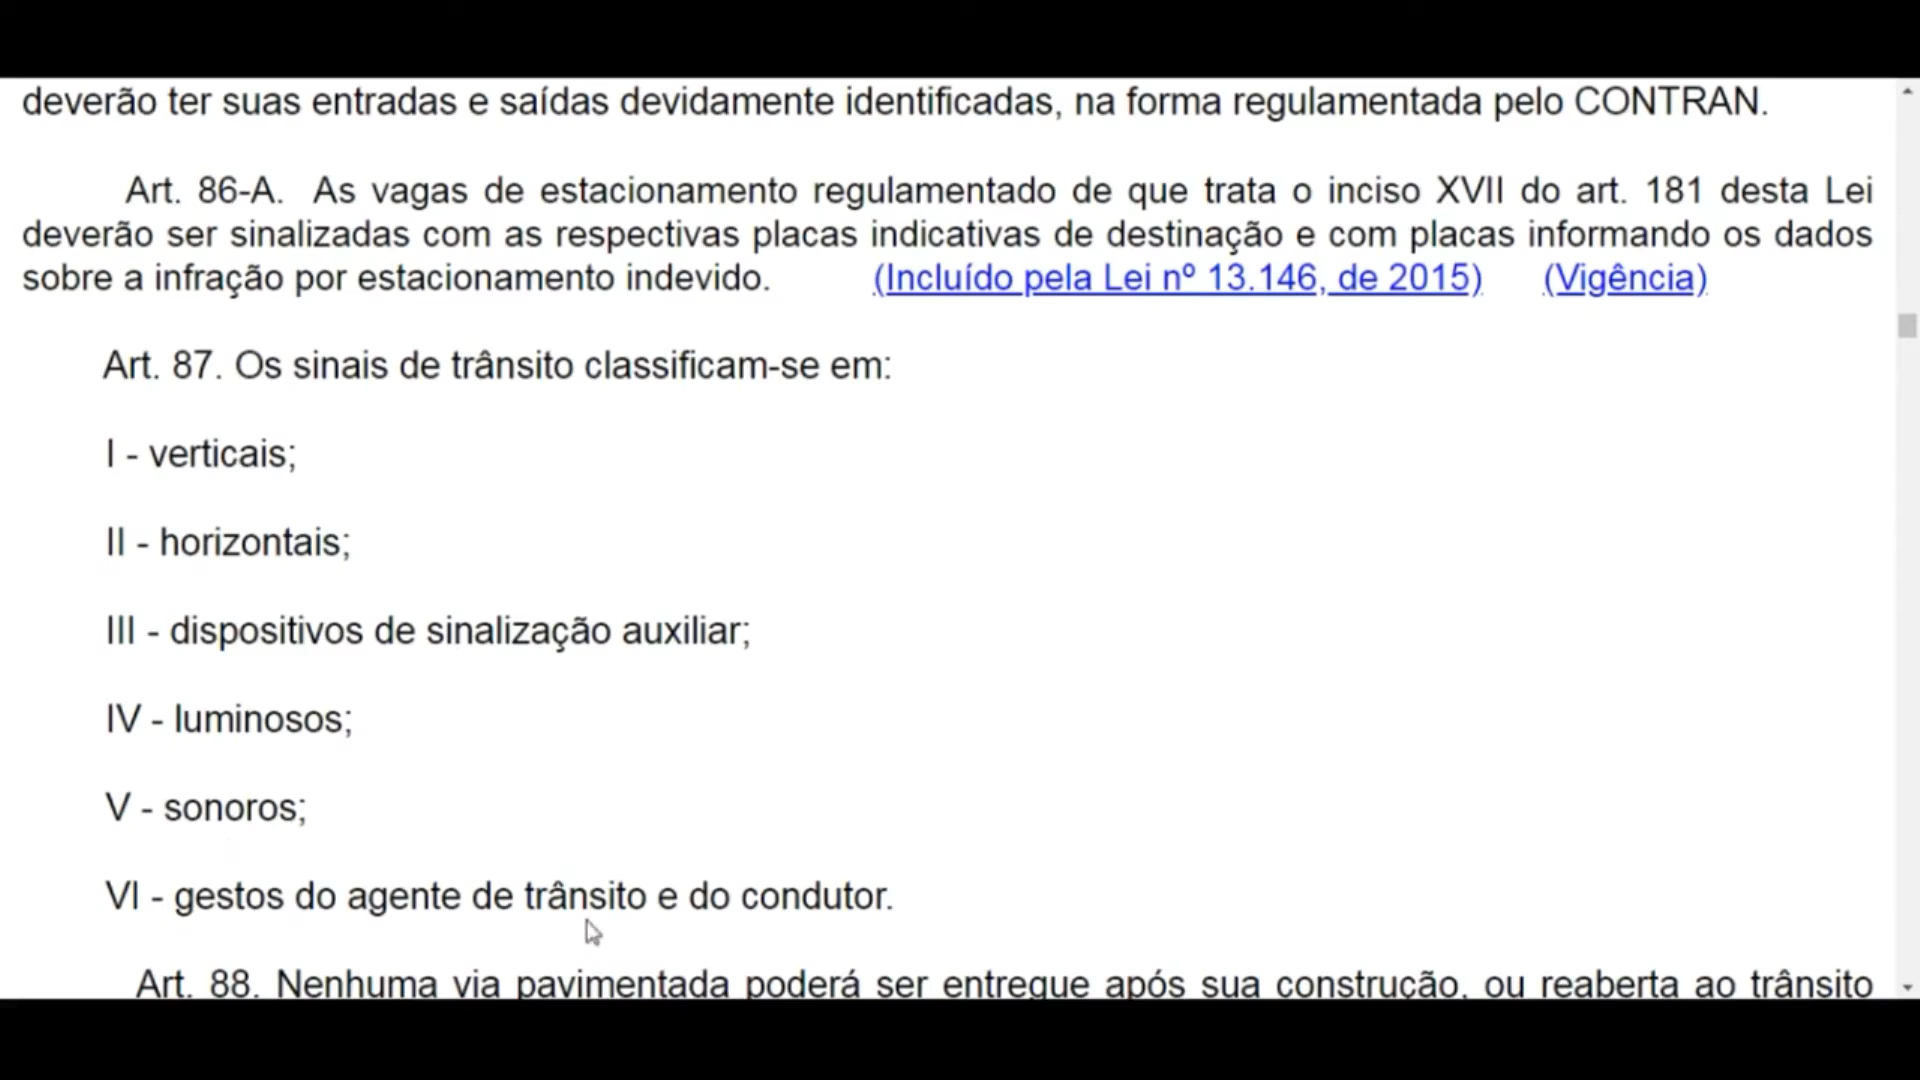 deverão ter suas entradas e saídas devidamente identificadas, na forma regulamentada pelo CONTRAN.
Art. 86-A. As vagas de estacionamento regulamentado de que trata o inciso XVII do art. 181 desta Lei
deverão ser sinalizadas com as respectivas placas indicativas de destinação e com placas informando os dados
sobre a infração por estacionamento indevido. (Incluído pela Lei nº 13.146, de 2015) (Vigência)
Art. 87. Os sinais de trânsito classificam-se em:
I - verticais;
II - horizontais;
III - dispositivos de sinalização auxiliar;
IV - luminosos;
V - sonoros;
VI - gestos do agente de trânsito e do condutor.
Art. 88. Nenhuma via pavimentada poderá ser entregue após sua construção, ou reaberta ao trânsito